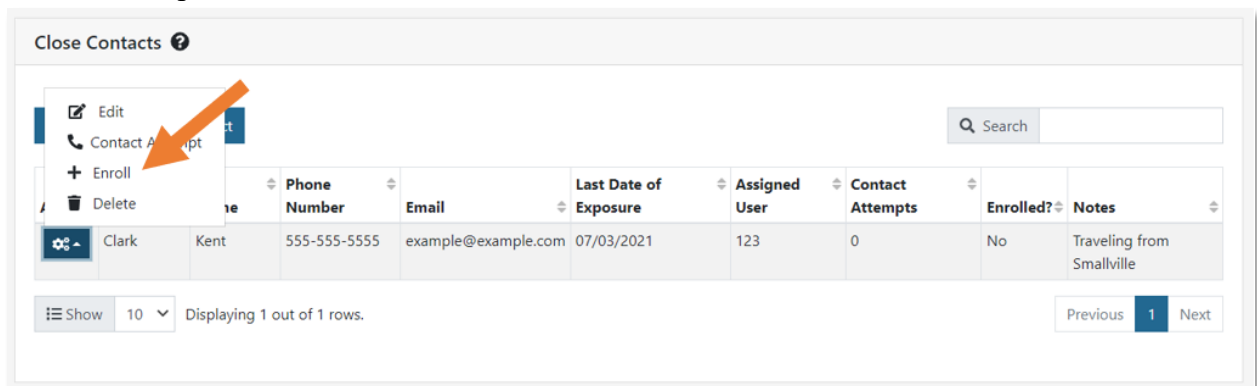 Close Contacts
Edit
Contact
Enroll
Delete
Search
Phone Number
Email
Last Date of Exposure
Assigned User
Contact Attempts
Enrolled?
Notes
Clark Kent 555-555-5555 example@example.com 07/03/2021 123 0 No Traveling from
Smallville
Show 10 Displaying 1 out of 1 rows. Previous 1 Next